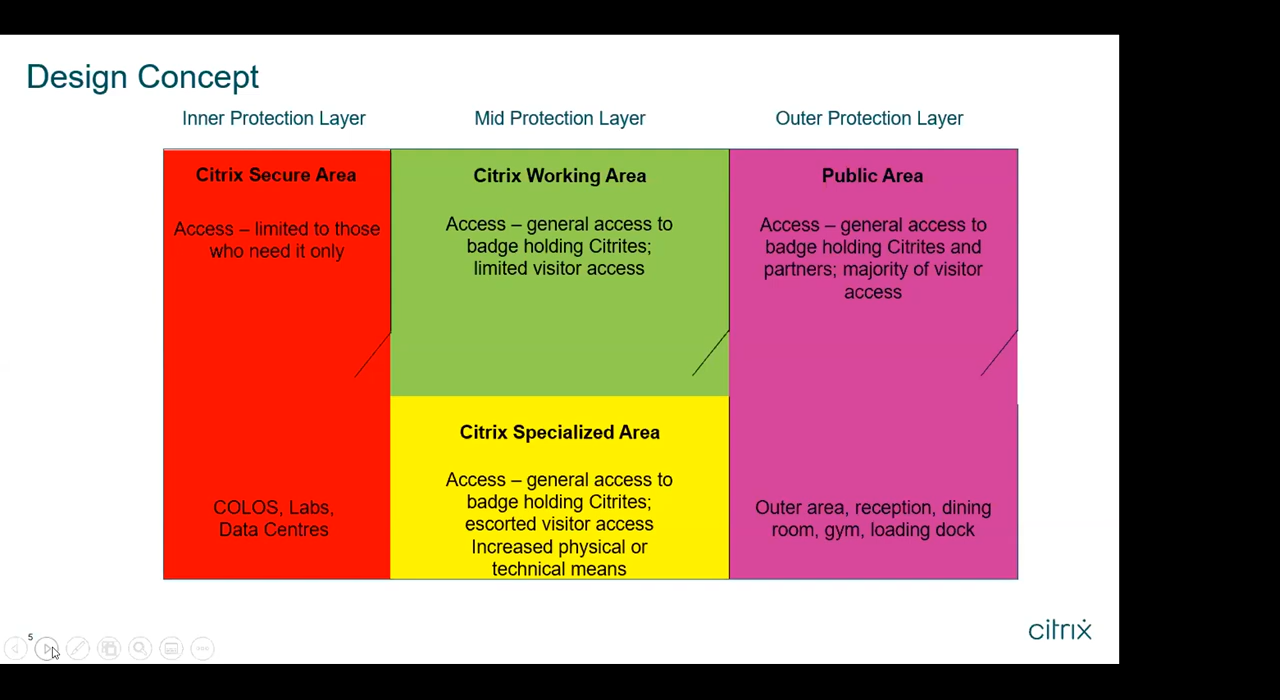 Design Concept
Inner Protection Layer
Mid Protection Layer
Outer Protection Layer
Citrix Secure Area
Access – limited to those
who need it only
COLOS, Labs,
Data Centres
Citrix Working Area
Access – general access to
badge holding Citrites;
limited visitor access
Citrix Specialized Area
Access – general access to
badge holding Citrites;
escorted visitor access
Increased physical or
technical means
Public Area
Access – general access to
badge holding Citrites and
partners; majority of visitor
access
Outer area, reception, dining
room, gym, loading dock
5
citrix